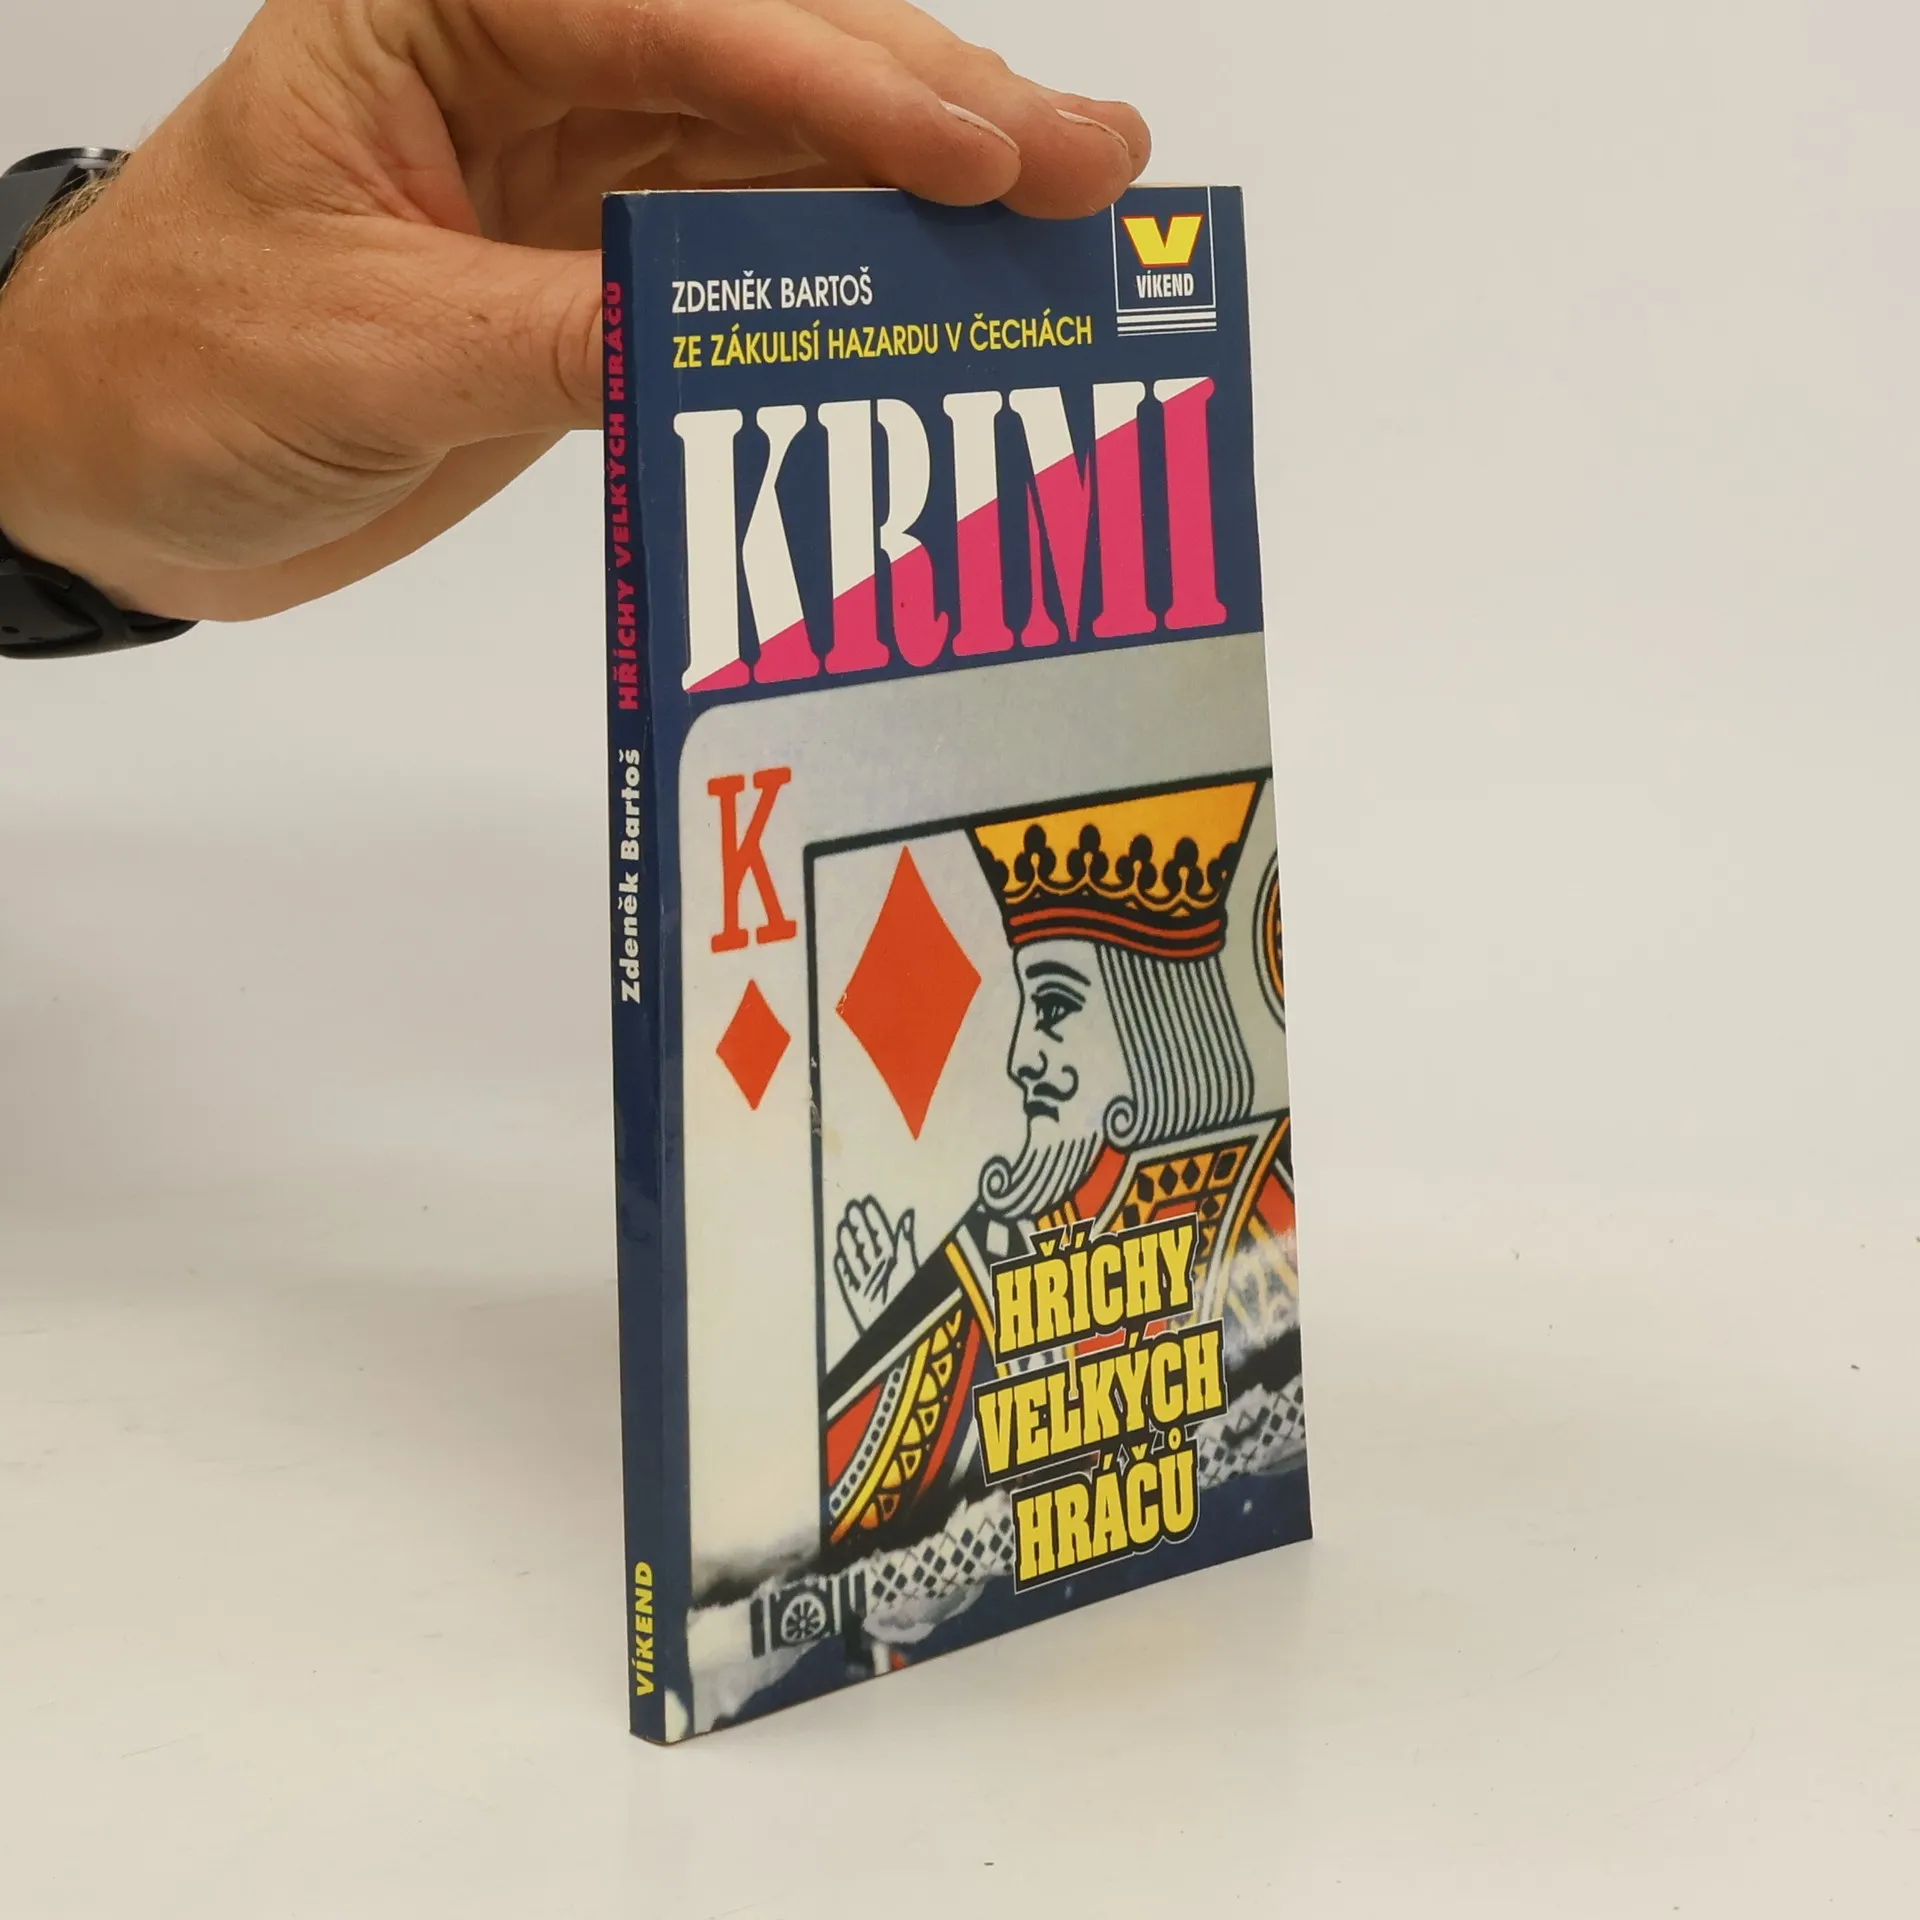 ZDENĚK BARTOŠ
ZE ZÁKULISÍ HAZARDU V ČECHÁCH
V
VÍKEND
KRIMI
K
HŘÍCHY
VELKÝCH
HRÁČŮ
VÍKEND Zdeněk Bartoš HŘÍCHY VELKÝCH HRÁČŮ